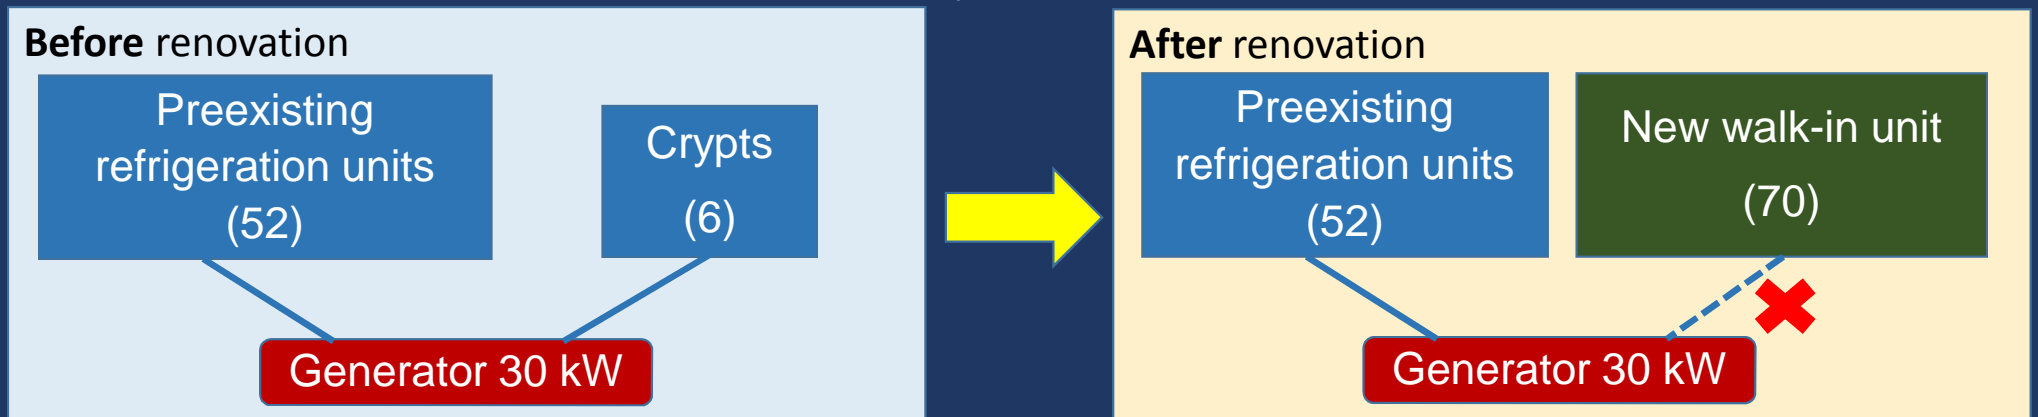 Before renovation
Preexisting
refrigeration units
(52)
Crypts
(6)
Generator 30 kW
After renovation
Preexisting
refrigeration units
(52)
New walk-in unit
(70)
Generator 30 kW